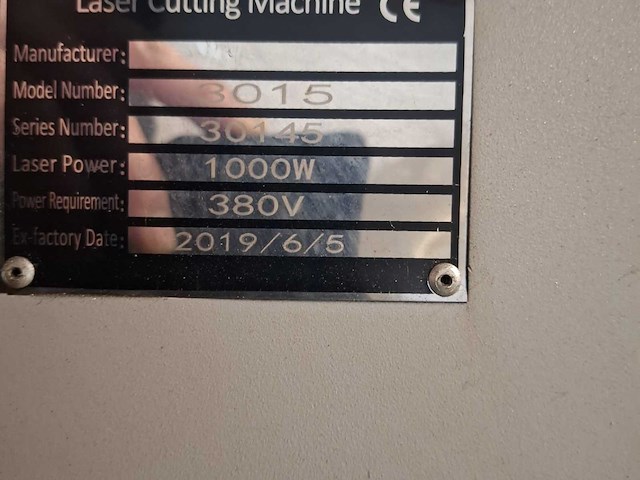 Laser Cutting Machine CE
Manufacturer:
Model Number: 3015
Series Number: 30145
Laser Power: 1000W
Power Requirement: 380V
Ex-factory Date: 2019/6/5